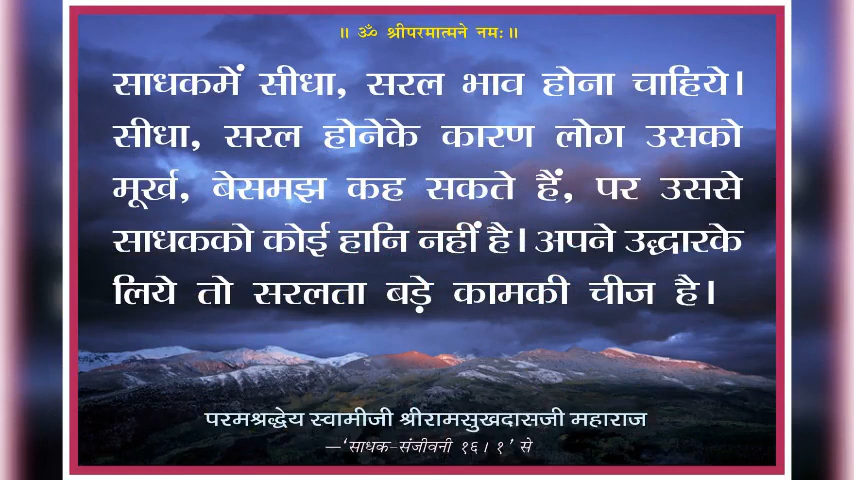 ॥ ॐ श्रीपरमात्मने नमः॥
साधकमें सीधा, सरल भाव होना चाहिये।
सीधा, सरल होनेके कारण लोग उसको
मूर्ख, बेसमझ कह सकते हैं, पर उससे
साधकको कोई हानि नहीं है। अपने उद्धारके
लिये तो सरलता बड़े कामकी चीज है।
परमश्रद्धेय स्वामीजी श्रीरामसुखदासजी महाराज
—‘साधक-संजीवनी १६। १’ से